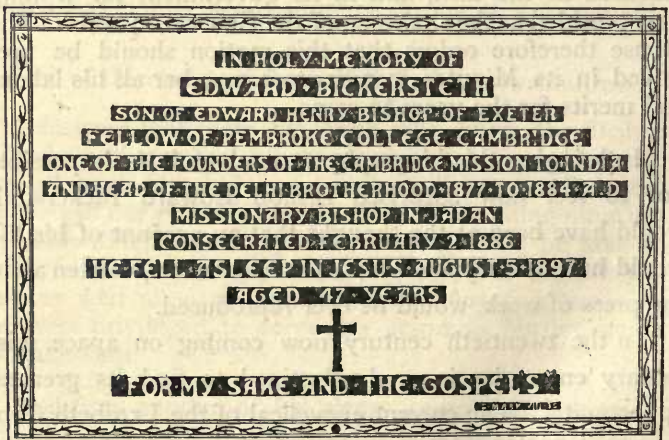 IN HOLY MEMORY OF
EDWARD BICKERSTETH
SON OF EDWARD HENRY BISHOP OF EXETER
FELLOW OF PEMBROKE COLLEGE CAMBRIDGE
ONE OF THE FOUNDERS OF THE CAMBRIDGE MISSION TO INDIA
AND HEAD OF THE DELHI BROTHERHOOD 1877 TO 1884 A.D.
MISSIONARY BISHOP IN JAPAN
CONSECRATED FEBRUARY 2 1886
HE FELL ASLEEP IN JESUS AUGUST 5 1897
AGED 47 YEARS
FOR MY SAKE AND THE GOSPEL'S